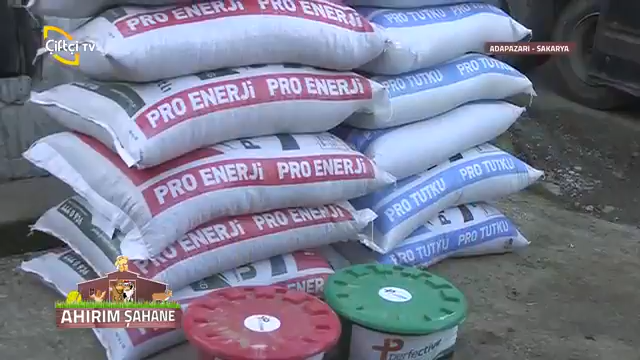 PRO ENERJİ PRO ENERJİ
PRO TUTKU PRO TUTKU
Çiftçi TV
ADAPAZARI - SAKARYA
PRO ENERJİ PRO ENERJİ
PRO TUTKU PRO TUTKU
PRO ENERJİ PRO ENERJİ
PRO TUTKU PRO TUTKU
PRO ENERJİ PRO ENERJİ
PRO TUTKU PRO TUTKU
AHIRIM ŞAHANE
Perfective